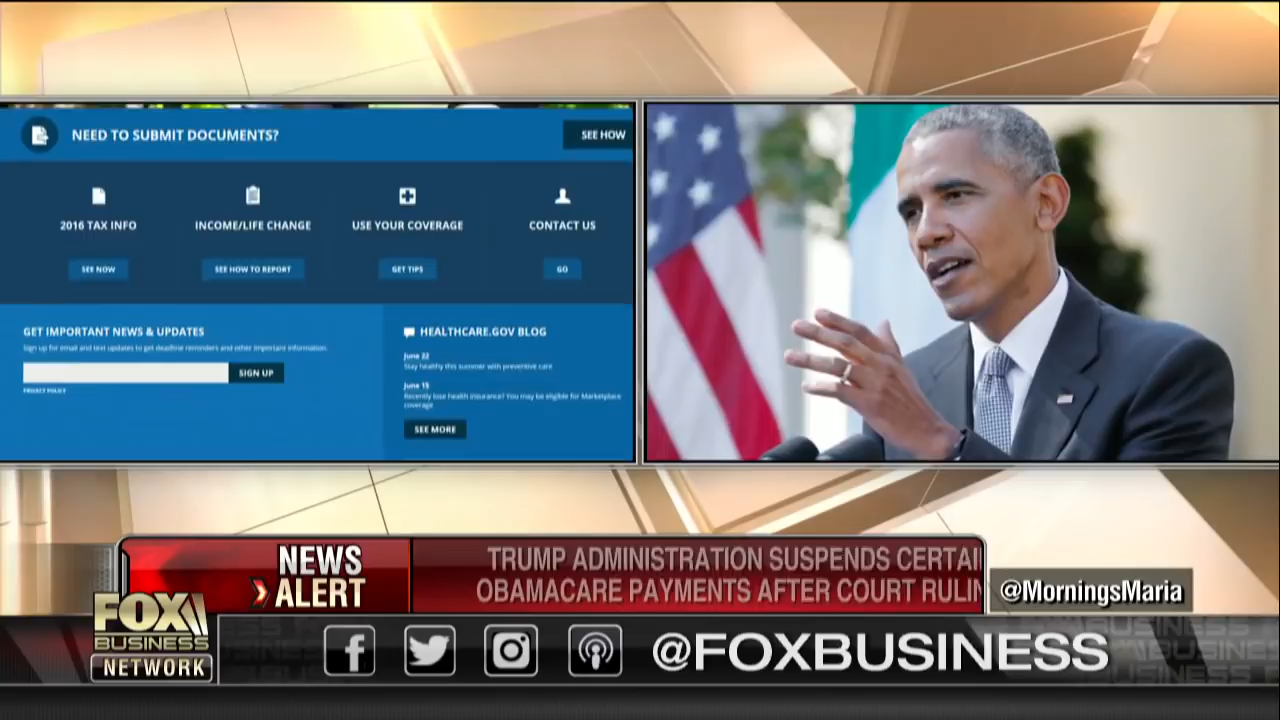 NEED TO SUBMIT DOCUMENTS?
SEE HOW
2016 TAX INFO
INCOME/LIFE CHANGE
USE YOUR COVERAGE
CONTACT US
SEE NOW
SEE HOW TO REPORT
GET TIPS
GO
GET IMPORTANT NEWS & UPDATES
Sign up for email and text updates to get deadline reminders and other important information.
SIGN UP
PRIVACY POLICY
HEALTHCARE.GOV BLOG
June 22
Stay healthy this summer with preventive care
June 15
Recently lose health insurance? You may be eligible for Marketplace
coverage
SEE MORE
NEWS
ALERT
TRUMP ADMINISTRATION SUSPENDS CERTAI
OBAMACARE PAYMENTS AFTER COURT RULIN
@MorningsMaria
FOX
BUSINESS
NETWORK
@FOXBUSINESS